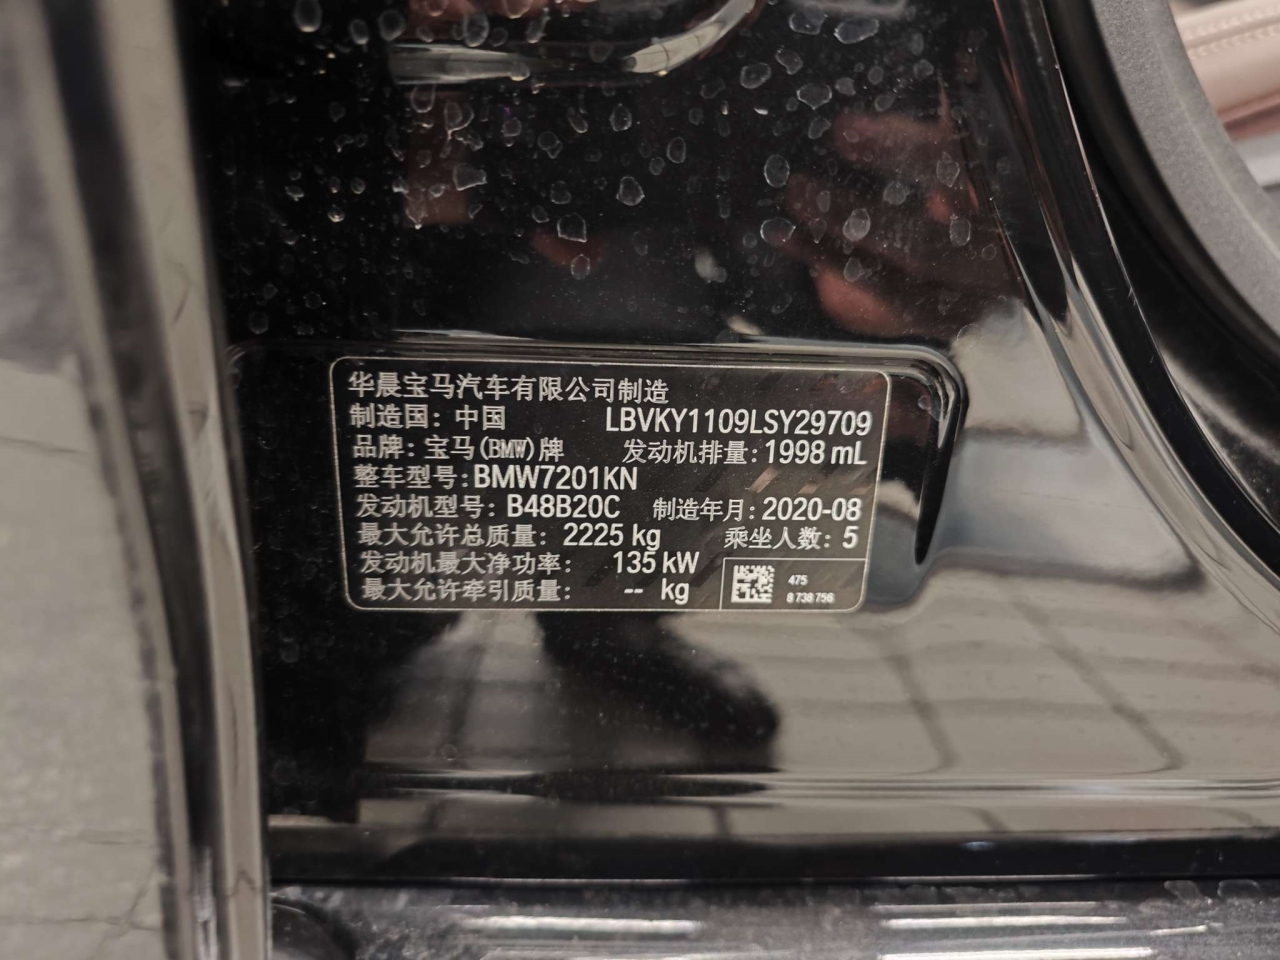 华晨宝马汽车有限公司制造
制造国：中国 LBVKY1109LSY29709
品牌：宝马(BMW)牌 发动机排量：1998 mL
整车型号：BMW7201KN
发动机型号：B48B20C 制造年月：2020-08
最大允许总质量：2225 kg 乘坐人数：5
发动机最大净功率：135 kW
最大允许牵引质量：-- kg
475
8 738 756